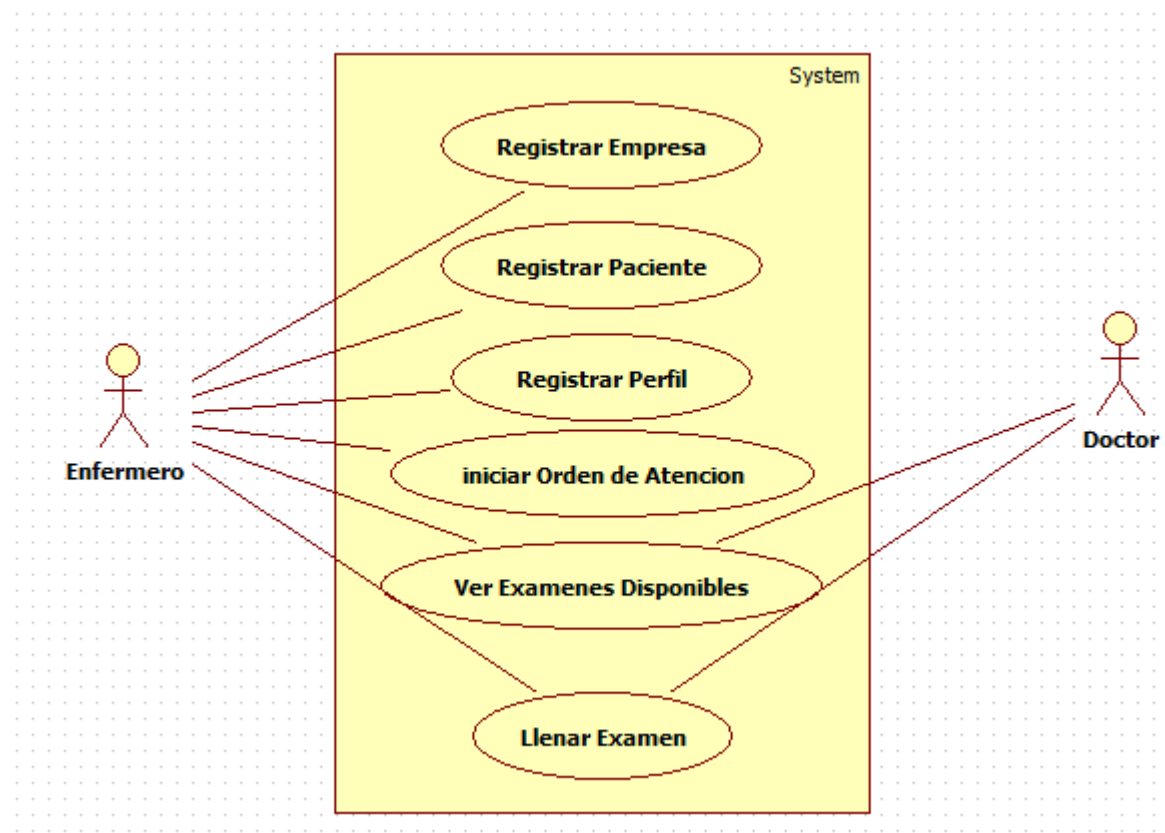 System
Registrar Empresa
Registrar Paciente
Registrar Perfil
Enfermero
Doctor
iniciar Orden de Atencion
Ver Examenes Disponibles
Llenar Examen